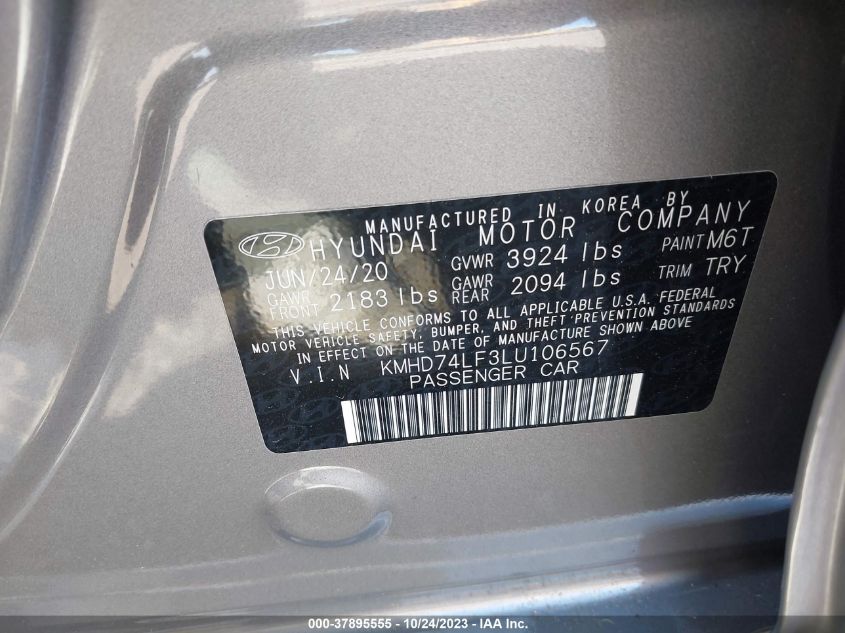 MANUFACTURED IN KOREA BY
HYUNDAI MOTOR COMPANY
JUN/24/20 GVWR 3924 lbs PAINT M6T
GAWR FRONT 2183 lbs GAWR REAR 2094 lbs TRIM TRY
THIS VEHICLE CONFORMS TO ALL APPLICABLE U.S.A. FEDERAL
MOTOR VEHICLE SAFETY, BUMPER, AND THEFT PREVENTION STANDARDS
IN EFFECT ON THE DATE OF MANUFACTURE SHOWN ABOVE
V.I.N KMHD74LF3LU106567
PASSENGER CAR
000-37895555 - 10/24/2023 - IAA, Inc.